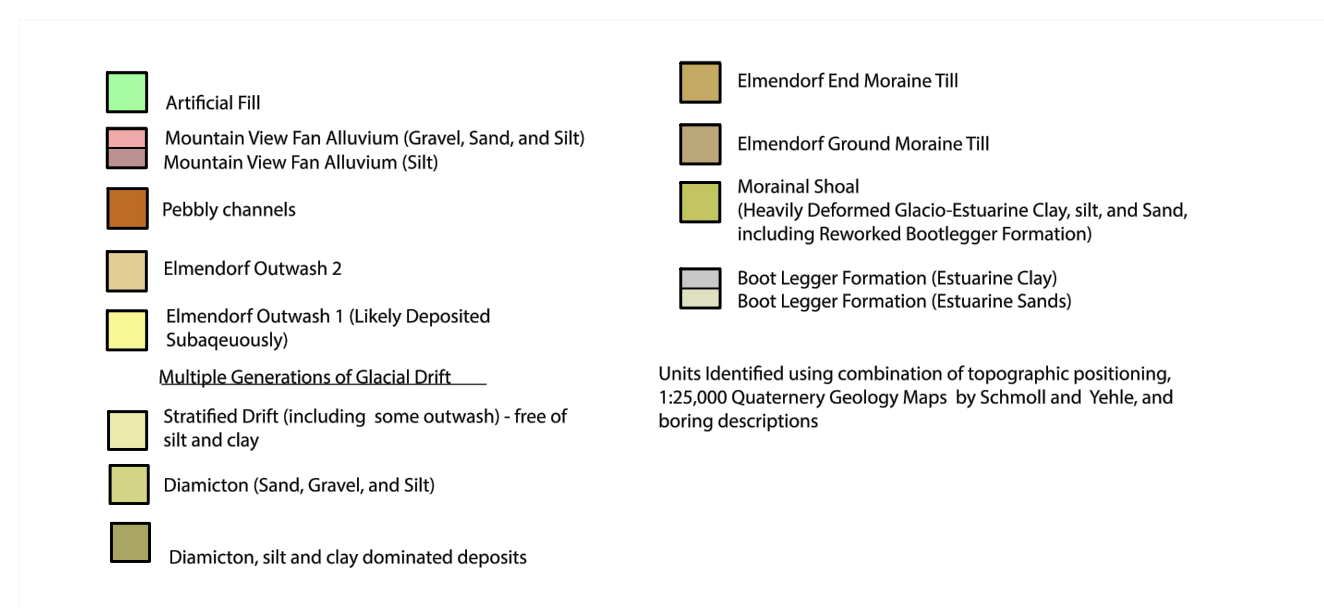 Artificial Fill
Mountain View Fan Alluvium (Gravel, Sand, and Silt)
Mountain View Fan Alluvium (Silt)
Pebbly channels
Elmendorf Outwash 2
Elmendorf Outwash 1 (Likely Deposited
Subaqeuously)
Multiple Generations of Glacial Drift
Stratified Drift (including some outwash) - free of
silt and clay
Diamicton (Sand, Gravel, and Silt)
Diamicton, silt and clay dominated deposits
Elmendorf End Moraine Till
Elmendorf Ground Moraine Till
Morainal Shoal
(Heavily Deformed Glacio-Estuarine Clay, silt, and Sand,
including Reworked Bootlegger Formation)
Boot Legger Formation (Estuarine Clay)
Boot Legger Formation (Estuarine Sands)
Units Identified using combination of topographic positioning,
1:25,000 Quaternery Geology Maps by Schmoll and Yehle, and
boring descriptions